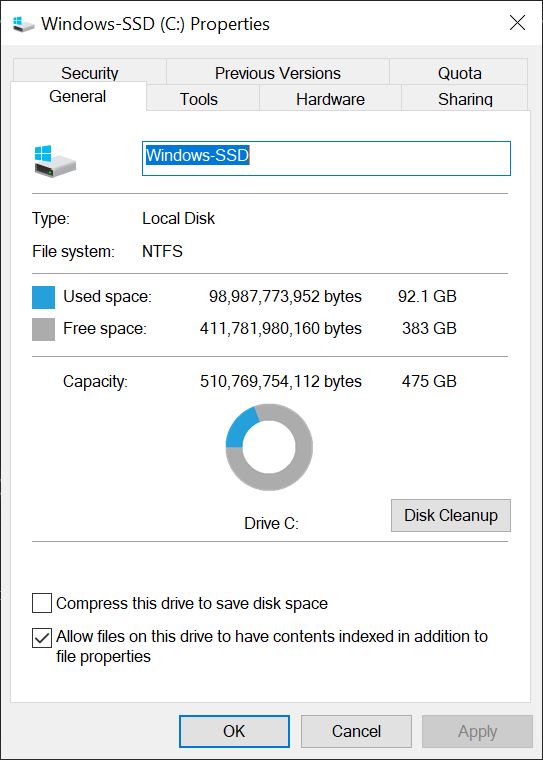 Windows-SSD (C:) Properties
Security Previous Versions Quota
General Tools Hardware Sharing
Windows-SSD
Type: Local Disk
File system: NTFS
Used space: 98,987,773,952 bytes 92.1 GB
Free space: 411,781,980,160 bytes 383 GB
Capacity: 510,769,754,112 bytes 475 GB
Drive C:
Disk Cleanup
Compress this drive to save disk space
Allow files on this drive to have contents indexed in addition to
file properties
OK Cancel Apply